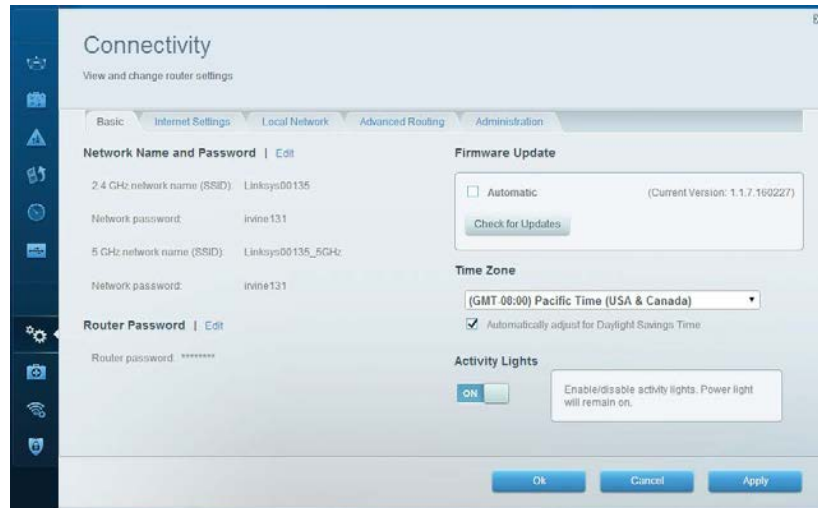 Connectivity
View and change router settings
Basic Internet Settings Local Network Advanced Routing Administration
Network Name and Password | Edit
2.4 GHz network name (SSID): Linksys00135
Network password: irvine131
5 GHz network name (SSID): Linksys00135_5GHz
Network password: irvine131
Router Password | Edit
Router password: ********
Firmware Update
Automatic (Current Version: 1.1.7.160227)
Check for Updates
Time Zone
(GMT-08:00) Pacific Time (USA & Canada)
Automatically adjust for Daylight Savings Time
Activity Lights
ON
Enable/disable activity lights. Power light
will remain on.
Ok Cancel Apply